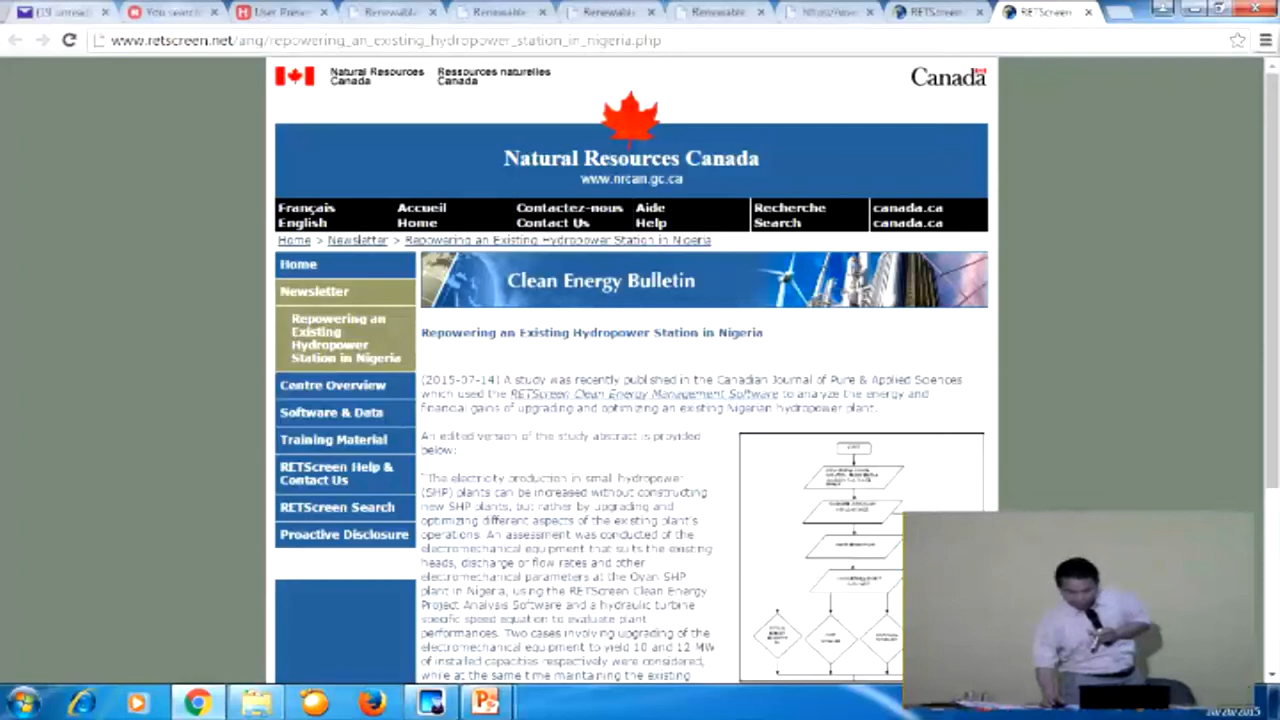 You searc
User Prese
Renewable
Renewable
Renewable
Renewable
RETScreen
RETScreen
www.retscreen.net/ang/repowering_an_existing_hydropower_station_in_nigeria.php
Natural Resources Canada
Ressources naturelles Canada
Canada
Natural Resources Canada
www.nrcan.gc.ca
Français Accueil Contactez-nous Aide Recherche canada.ca
English Home Contact Us Help Search canada.ca
Home > Newsletter > Repowering an Existing Hydropower Station in Nigeria
Home
Newsletter
Repowering an
Existing
Hydropower
Station in Nigeria
Centre Overview
Software & Data
Training Material
RETScreen Help &
Contact Us
RETScreen Search
Proactive Disclosure
Clean Energy Bulletin
Repowering an Existing Hydropower Station in Nigeria
(2015-07-14) A study was recently published in the Canadian Journal of Pure & Applied Sciences
which used the RETScreen Clean Energy Management Software to analyze the energy and
financial gains of upgrading and optimizing an existing Nigerian hydropower plant.
An edited version of the study abstract is provided
below:
"The electricity production in small hydropower
(SHP) plants can be increased without constructing
new SHP plants, but rather by upgrading and
optimizing different aspects of the existing plant's
operations. An assessment was conducted of the
electromechanical equipment that suits the existing
heads, discharge or flow rates and other
electromechanical parameters at the Oyan SHP
plant in Nigeria, using the RETScreen Clean Energy
Project Analysis Software and a hydraulic turbine
specific speed equation to evaluate plant
performances. Two cases involving upgrading of the
electromechanical equipment to yield 10 and 12 MW
of installed capacities respectively were considered,
while at the same time maintaining the existing